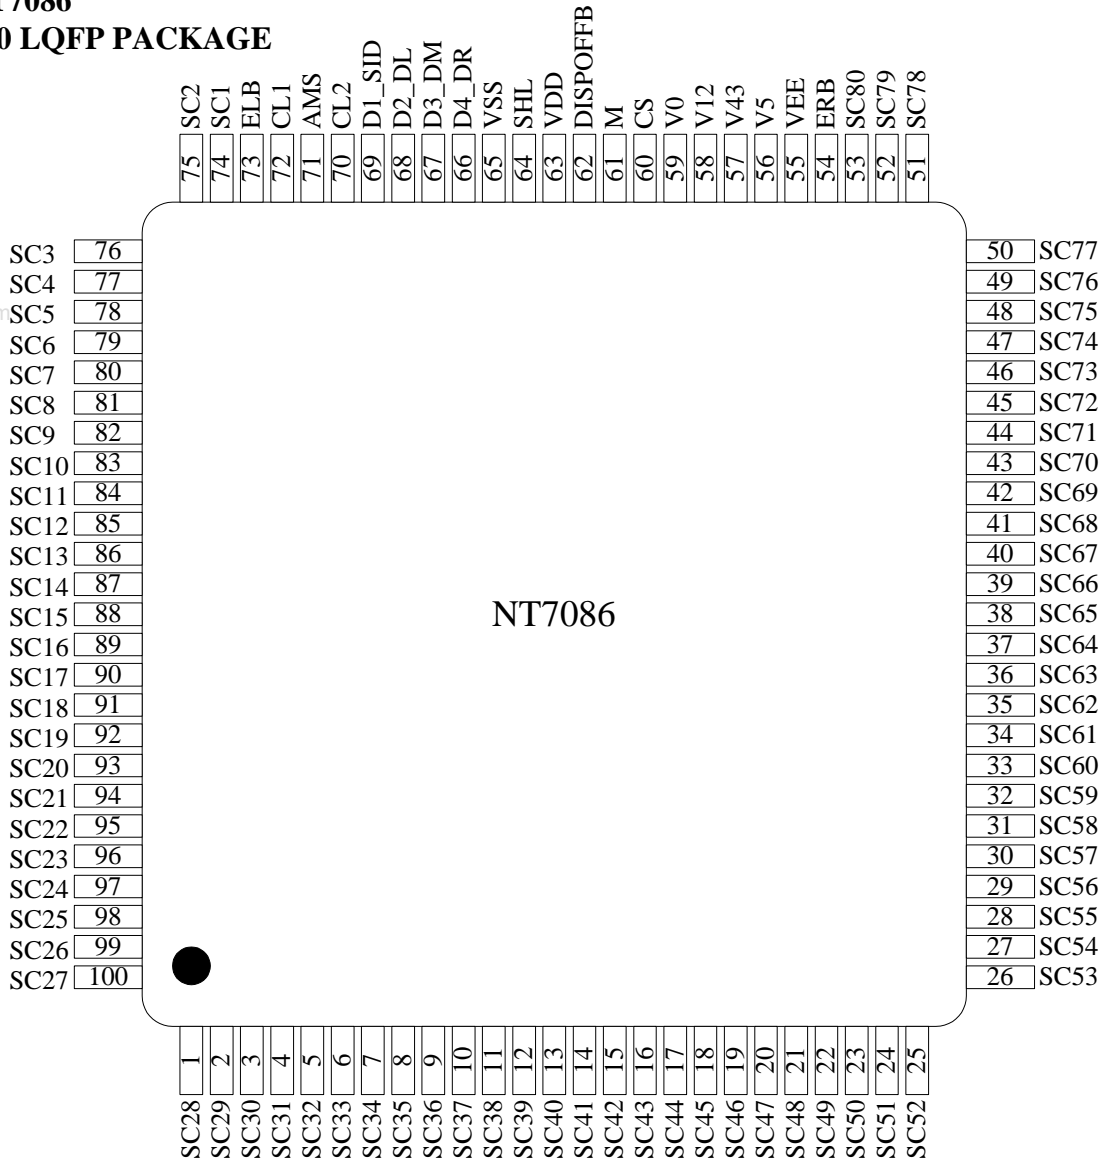 7086
0 LQFP PACKAGE
SC2 SC1 ELB CL1 AMS CL2 D1_SID D2_DL D3_DM D4_DR VSS SHL VDD DISPOFFB M CS V0 V12 V43 V5 VEE ERB SC80 SC79 SC78
75 74 73 72 71 70 69 68 67 66 65 64 63 62 61 60 59 58 57 56 55 54 53 52 51
SC3 76 50 SC77
SC4 77 49 SC76
SC5 78 48 SC75
SC6 79 47 SC74
SC7 80 46 SC73
SC8 81 45 SC72
SC9 82 44 SC71
SC10 83 43 SC70
SC11 84 42 SC69
SC12 85 41 SC68
SC13 86 40 SC67
SC14 87 39 SC66
SC15 88 NT7086 38 SC65
SC16 89 37 SC64
SC17 90 36 SC63
SC18 91 35 SC62
SC19 92 34 SC61
SC20 93 33 SC60
SC21 94 32 SC59
SC22 95 31 SC58
SC23 96 30 SC57
SC24 97 29 SC56
SC25 98 28 SC55
SC26 99 27 SC54
SC27 100 26 SC53
1 2 3 4 5 6 7 8 9 10 11 12 13 14 15 16 17 18 19 20 21 22 23 24 25
SC28 SC29 SC30 SC31 SC32 SC33 SC34 SC35 SC36 SC37 SC38 SC39 SC40 SC41 SC42 SC43 SC44 SC45 SC46 SC47 SC48 SC49 SC50 SC51 SC52